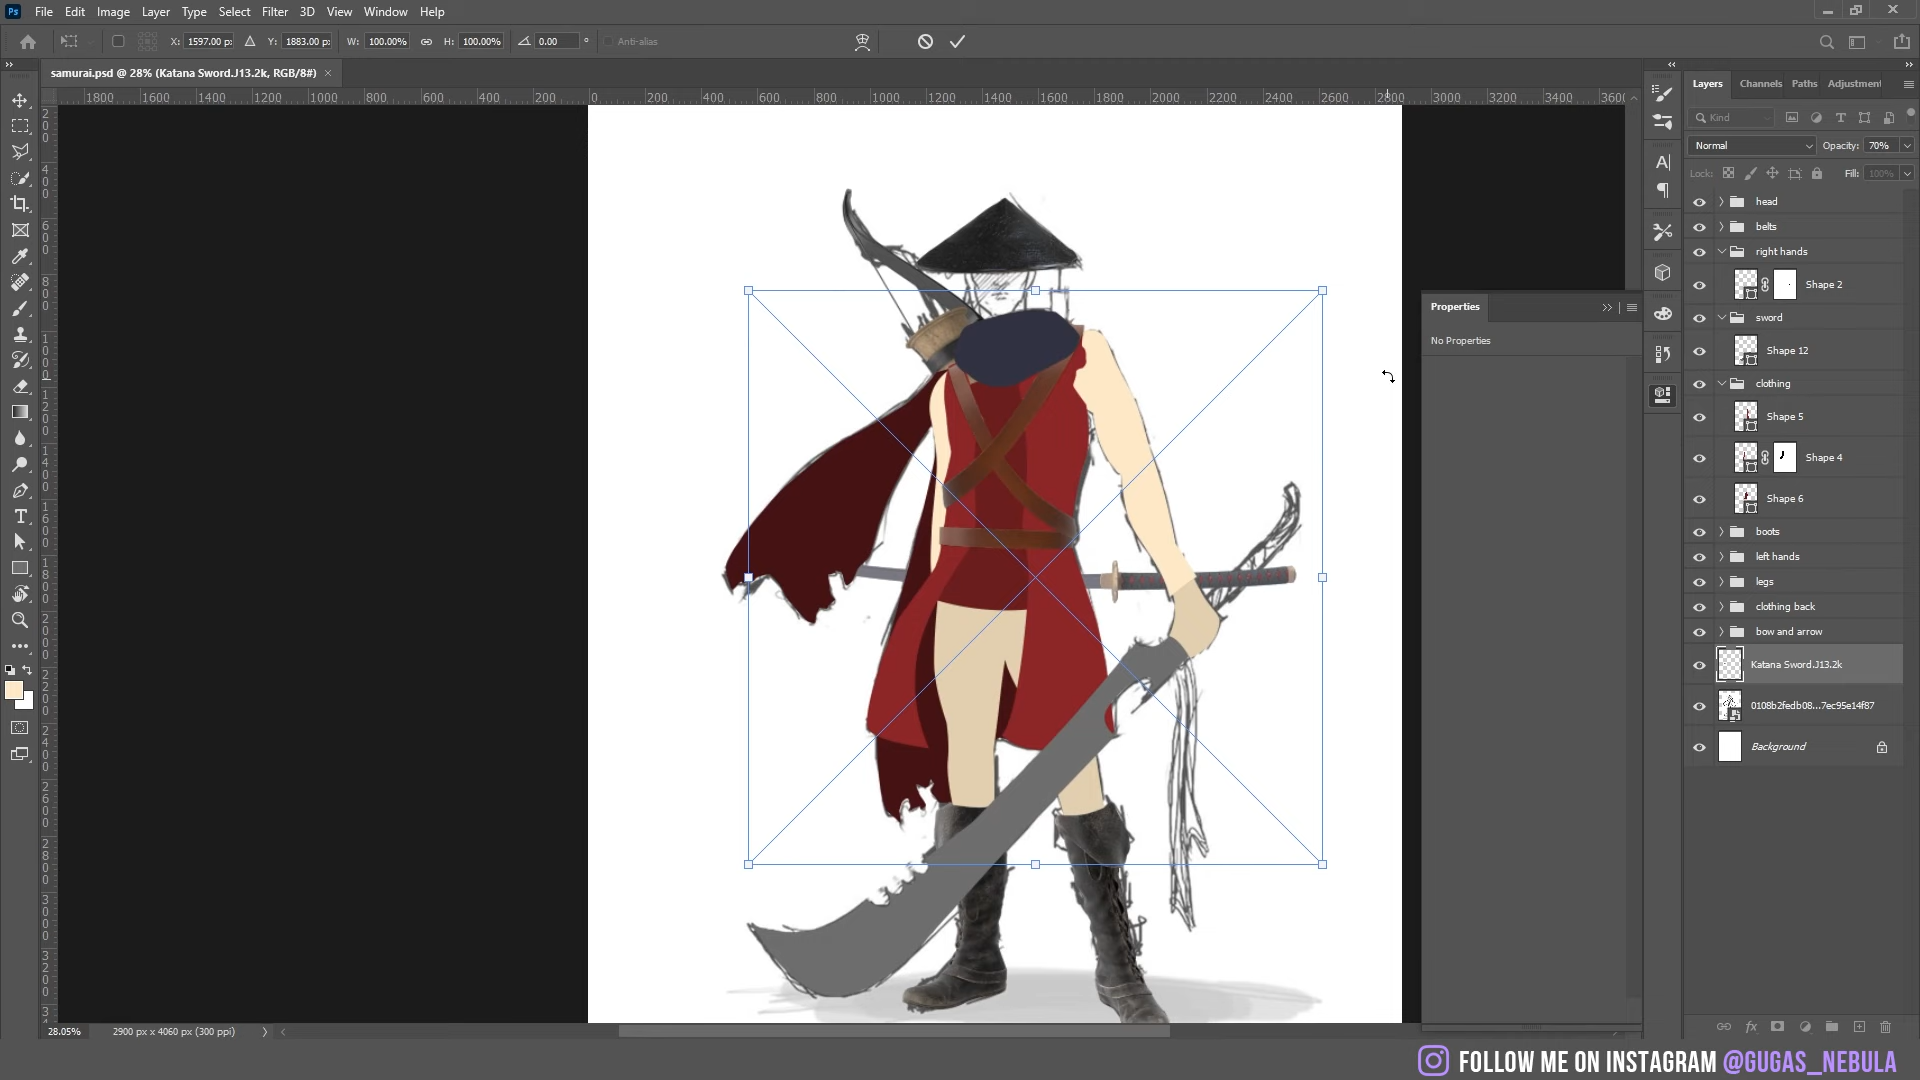 Ps File Edit Image Layer Type Select Filter 3D View Window Help
X: 1597.00 p: Y: 1883.00 p: W: 100.00% H: 100.00% 0.00 ° Anti-alias
samurai.psd @ 28% (Katana Sword.J13.2k, RGB/8#) ×
1800 1600 1400 1200 1000 800 600 400 200 0 200 400 600 800 1000 1200 1400 1600 1800 2000 2200 2400 2600 2800 3000 3200 3400 3600
Layers Channels Paths Adjustment
Kind
Normal Opacity: 70%
Lock: Fill: 100%
head
belts
right hands
Shape 2
sword
Shape 12
clothing
Shape 5
Shape 4
Shape 6
boots
left hands
legs
clothing back
bow and arrow
Katana Sword.J13.2k
0108b2fedb08...7ec95e14f87
Background
Properties
No Properties
28.05% 2900 px x 4060 px (300 ppi)
FOLLOW ME ON INSTAGRAM @GUGAS_NEBULA